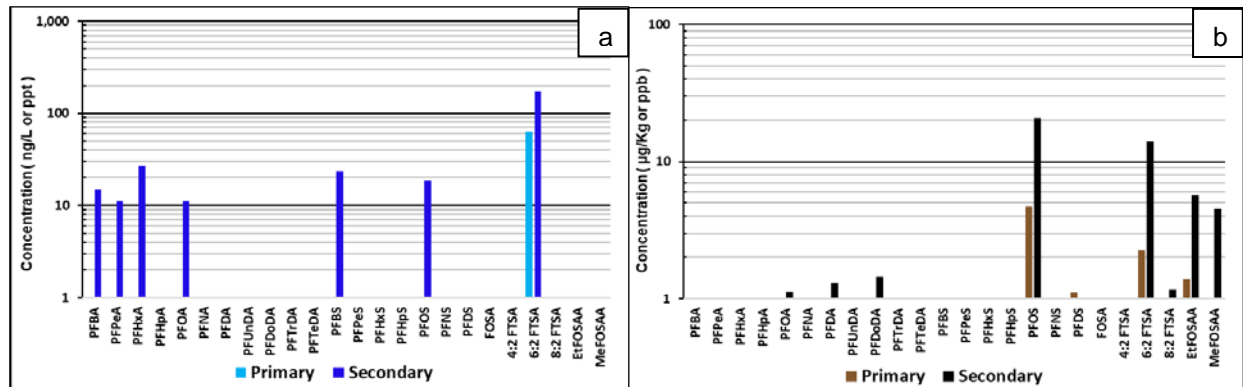 a
Concentration ( ng/L or ppt )
1,000
100
10
1
PFBA
PFPeA
PFHxA
PFHpA
PFOA
PFNA
PFDA
PFUnDA
PFDoDA
PFTrDA
PFTeDA
PFBS
PFPeS
PFHxS
PFHpS
PFOS
PFNS
PFDS
FOSA
4:2 FTSA
6:2 FTSA
8:2 FTSA
EtFOSAA
MeFOSAA
Primary Secondary
b
Concentration ( µg/Kg or ppb )
100
10
1
PFBA
PFPeA
PFHxA
PFHpA
PFOA
PFNA
PFDA
PFUnDA
PFDoDA
PFTrDA
PFTeDA
PFBS
PFPeS
PFHxS
PFHpS
PFOS
PFNS
PFDS
FOSA
4:2 FTSA
6:2 FTSA
8:2 FTSA
EtFOSAA
MeFOSAA
Primary Secondary